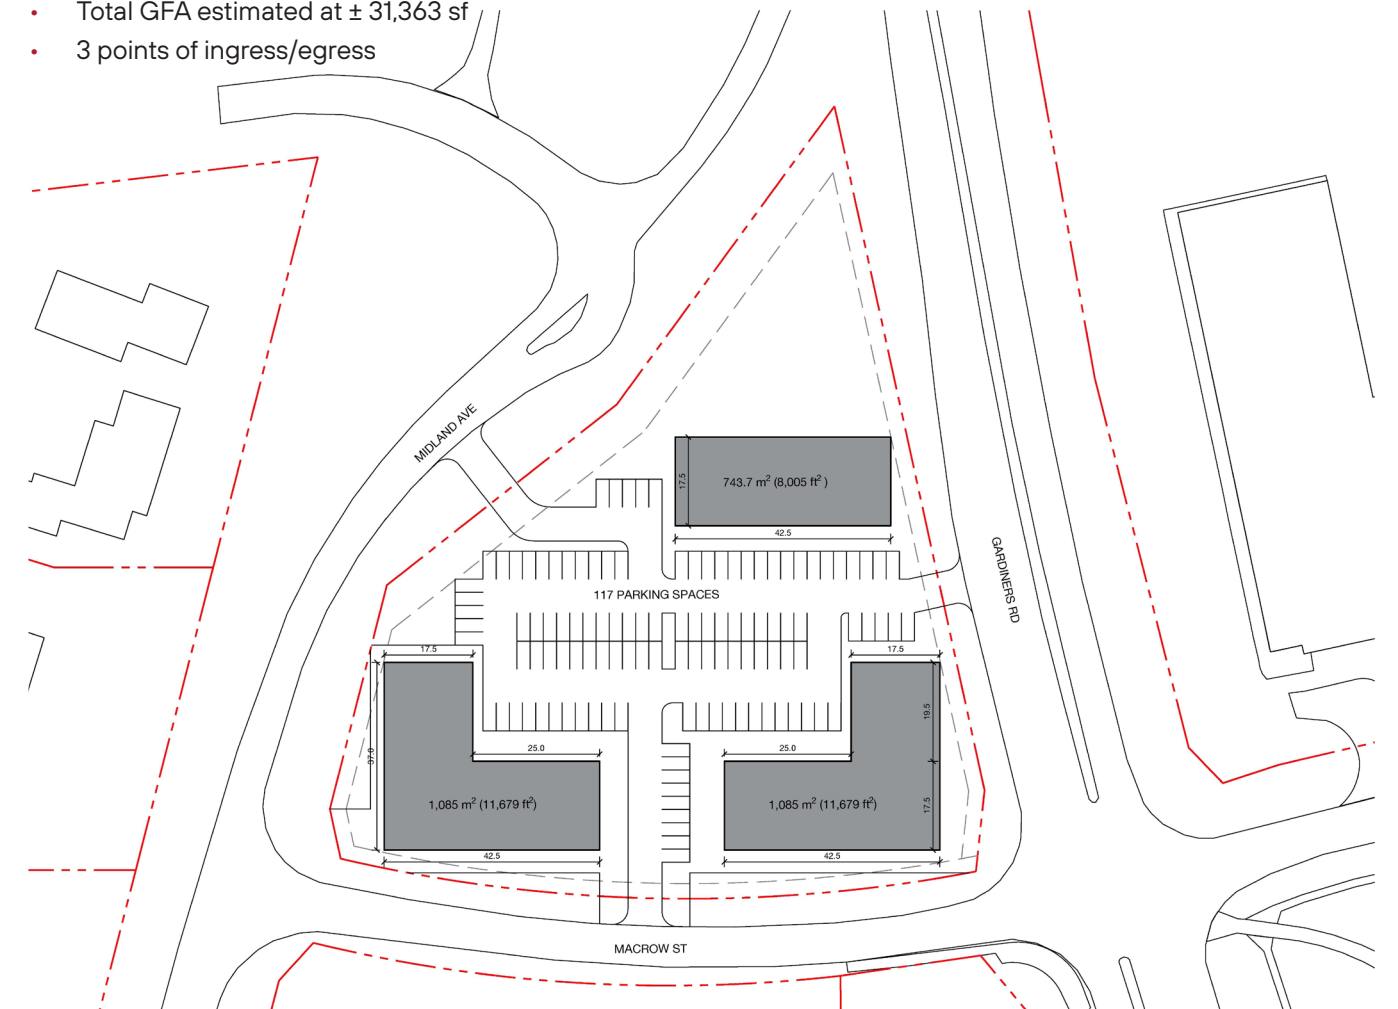 • Total GFA estimated at ± 31,363 sf
• 3 points of ingress/egress
MIDLAND AVE
17.5
743.7 m² (8,005 ft² )
42.5
GARDINERS RD
117 PARKING SPACES
17.5
17.5
37.0
19.5
25.0
25.0
1,085 m² (11,679 ft²)
1,085 m² (11,679 ft²)
17.5
42.5
42.5
MACROW ST